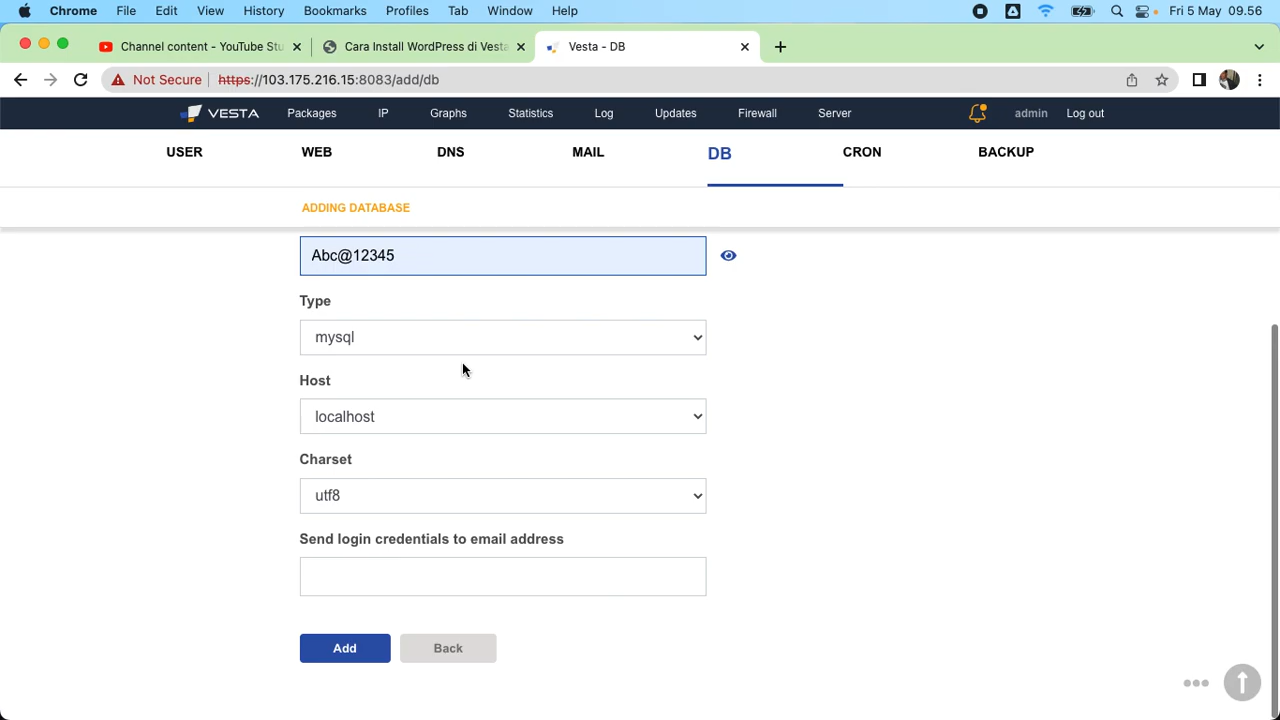 Chrome File Edit View History Bookmarks Profiles Tab Window Help Fri 5 May 09.56
Channel content - YouTube Stu
Cara Install WordPress di Vesta
Vesta - DB
Not Secure https://103.175.216.15:8083/add/db
VESTA Packages IP Graphs Statistics Log Updates Firewall Server admin Log out
USER WEB DNS MAIL DB CRON BACKUP
ADDING DATABASE
Abc@12345
Type
mysql
Host
localhost
Charset
utf8
Send login credentials to email address
Add Back